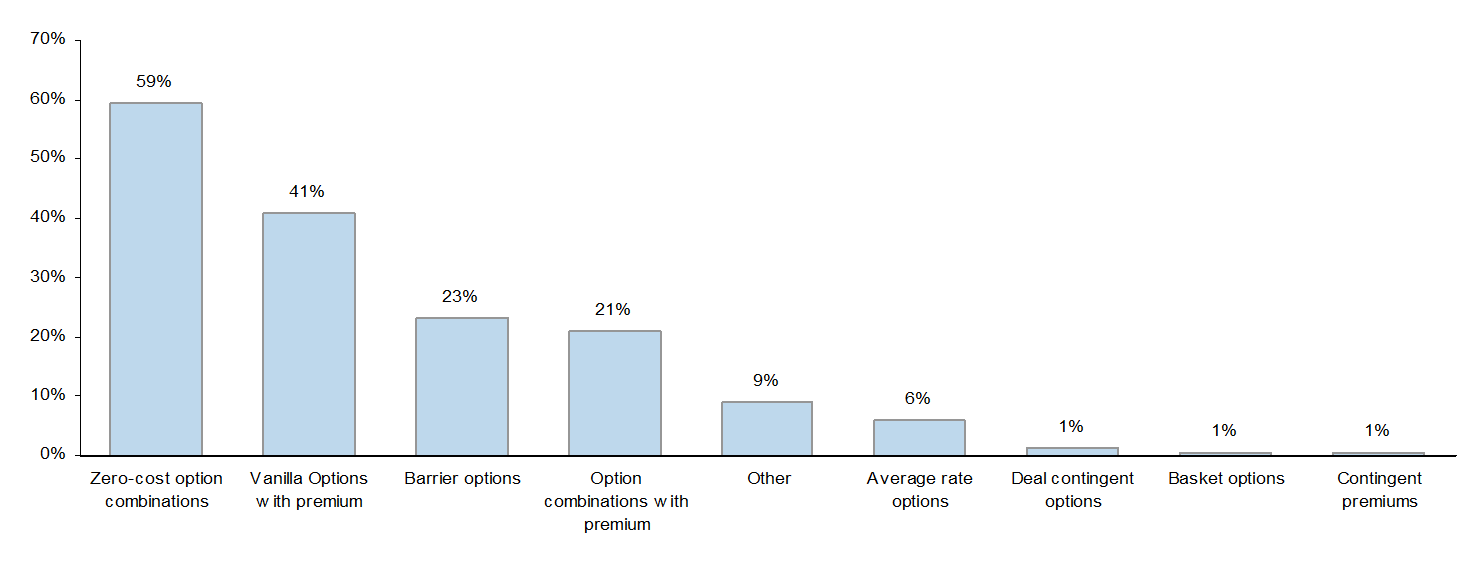 70%
60%
50%
40%
30%
20%
10%
0%
59%
41%
23%
21%
9%
6%
1%
1%
1%
Zero-cost option
combinations
Vanilla Options
with premium
Barrier options
Option
combinations with
premium
Other
Average rate
options
Deal contingent
options
Basket options
Contingent
premiums